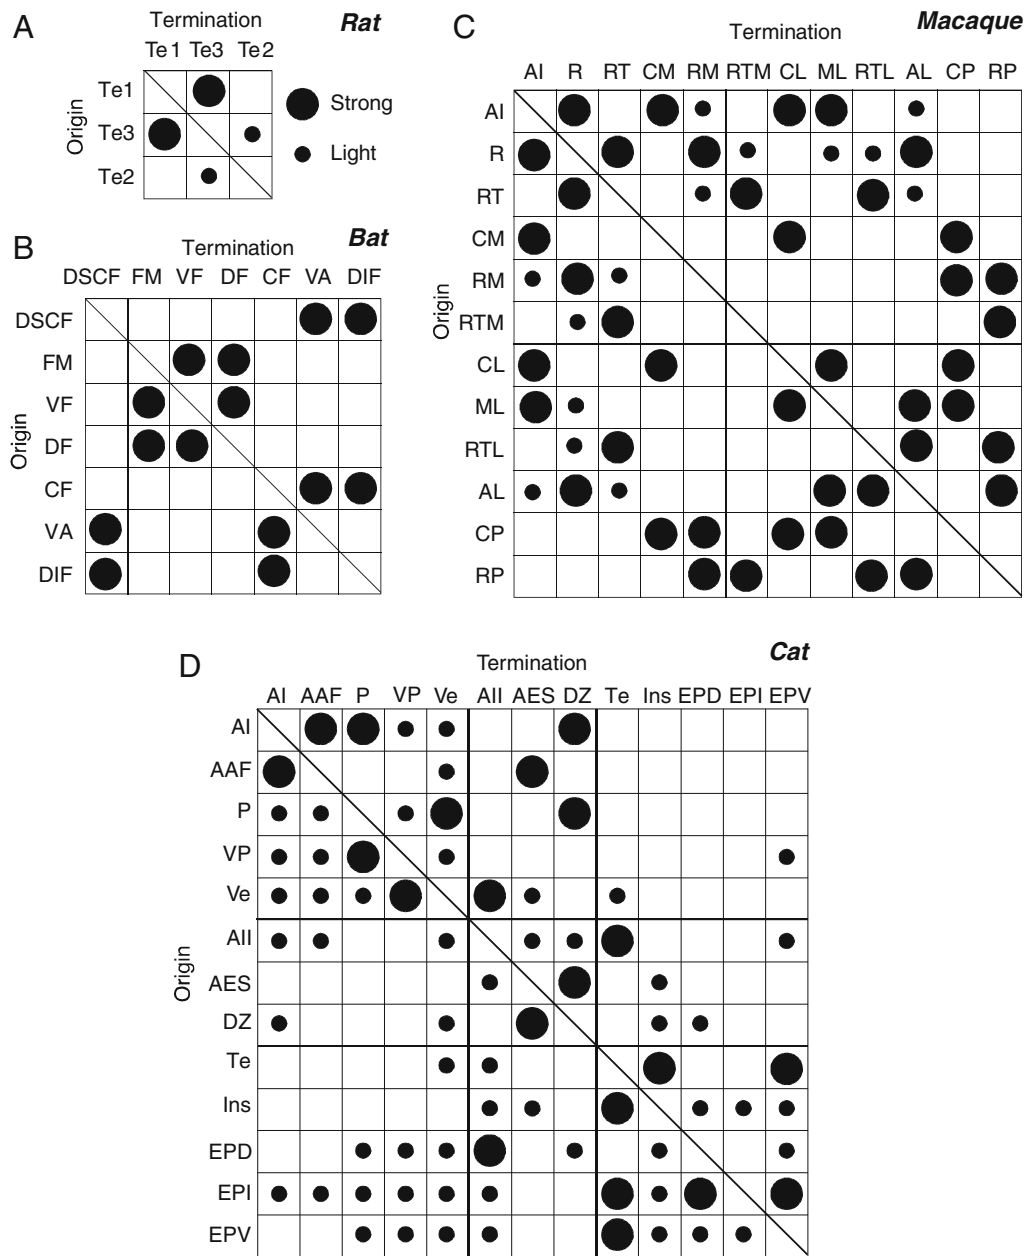 A
Termination
Rat
Te1 Te3 Te2
Origin
Te1
Te3
Te2
Strong
Light
B
Termination
Bat
DSCF FM VF DF CF VA DIF
Origin
DSCF
FM
VF
DF
CF
VA
DIF
C
Termination
Macaque
AI R RT CM RM RTM CL ML RTL AL CP RP
Origin
AI
R
RT
CM
RM
RTM
CL
ML
RTL
AL
CP
RP
D
Termination
Cat
AI AAF P VP Ve AII AES DZ Te Ins EPD EPI EPV
Origin
AI
AAF
P
VP
Ve
AII
AES
DZ
Te
Ins
EPD
EPI
EPV